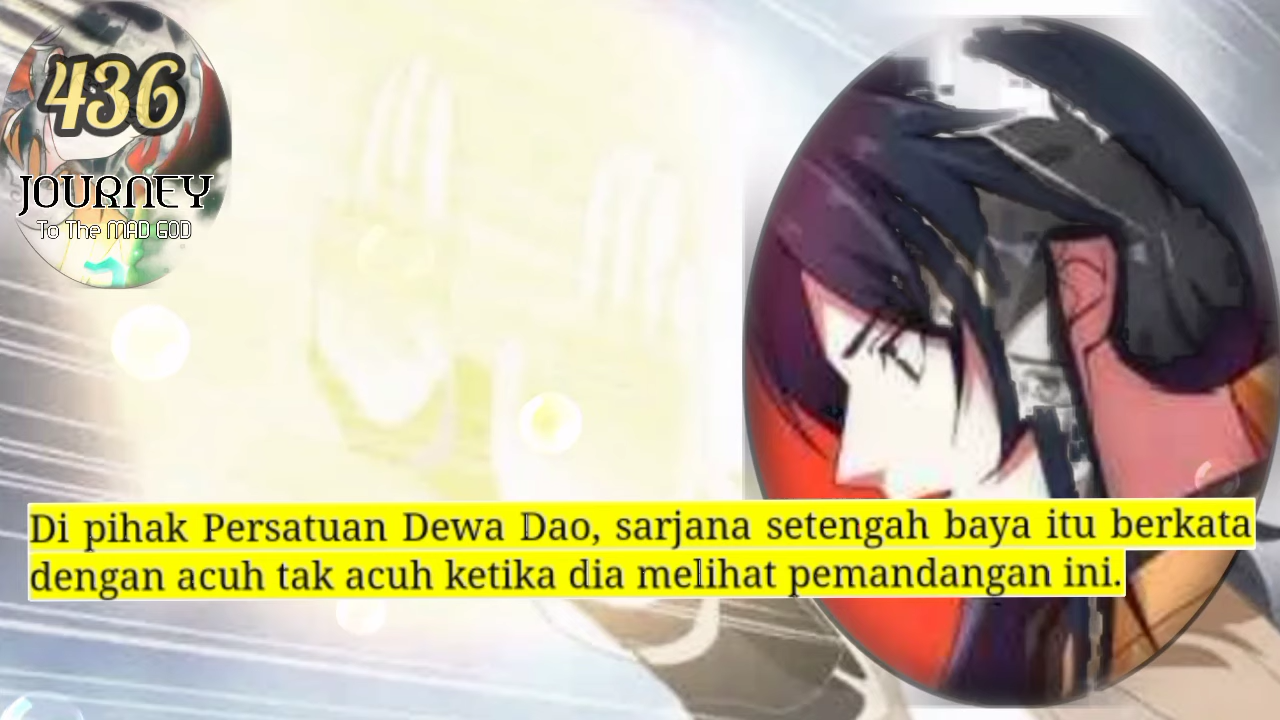 436
JOURNEY
To The MAD GOD
Di pihak Persatuan Dewa Dao, sarjana setengah baya itu berkata
dengan acuh tak acuh ketika dia melihat pemandangan ini.